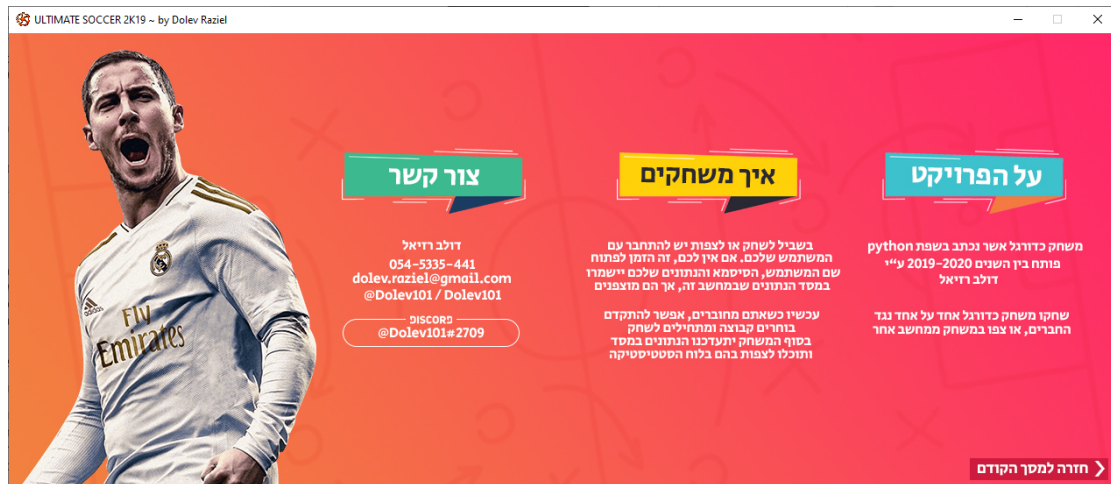 ULTIMATE SOCCER 2K19 ~ by Dolev Raziel
על הפרויקט
משחק כדורגל אשר נכתב בשפת python
פותח בין השנים 2019-2020 ע"י
דולב רזיאל
שחקו משחק כדורגל אחד על אחד נגד
החברים, או צפו במשחק ממחשב אחר
איך משחקים
בשביל לשחק או לצפות יש להתחבר עם
המשתמש שלכם. אם אין לכם, זה הזמן לפתוח
שם המשתמש, הסיסמא והנתונים שלכם יישמרו
במסד הנתונים שבמחשב זה, אך הם מוצפנים
עכשיו כשאתם מחוברים, אפשר להתקדם
בוחרים קבוצה ומתחילים לשחק
בסוף המשחק יתעדכנו הנתונים במסד
ותוכלו לצפות בהם בלוח הסטטיסטיקה
צור קשר
דולב רזיאל
054-5335-441
dolev.raziel@gmail.com
@Dolev101 / Dolev101
DISCORD
@Dolev101#2709
Fly
Emirates
חזרה למסך הקודם